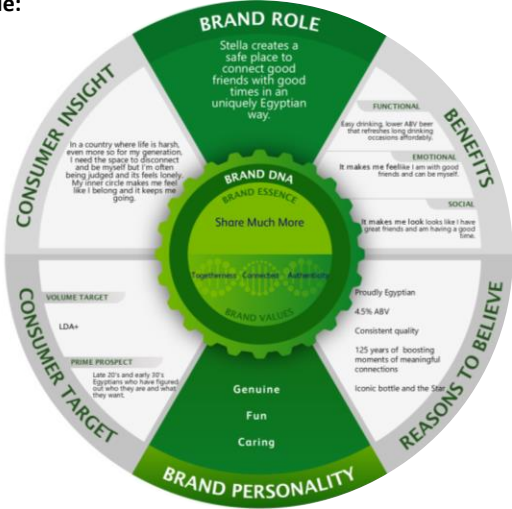 le:
BRAND ROLE
Stella creates a
safe place to
connect good
friends with good
times in an
uniquely Egyptian
way.
CONSUMER INSIGHT
In a country where life is harsh,
even more so for my generation,
I need the space to disconnect
and be myself but I'm often
being judged and its feels lonely.
My inner circle makes me feel
like I belong and it keeps me
going.
BENEFITS
FUNCTIONAL
Easy drinking, lower ABV beer
that refreshes long drinking
occasions affordably.
EMOTIONAL
It makes me feellike I am with good
friends and can be myself.
SOCIAL
It makes me look looks like I have
great friends and am having a good
time.
BRAND DNA
BRAND ESSENCE
Share Much More
Togetherness Connection Authenticity
BRAND VALUES
CONSUMER TARGET
VOLUME TARGET
LDA+
PRIME PROSPECT
Late 20's and early 30's
Egyptians who have figured
out who they are and what
they want.
REASONS TO BELIEVE
Proudly Egyptian
4.5% ABV
Consistent quality
125 years of boosting
moments of meaningful
connections
Iconic bottle and the Star
Genuine
Fun
Caring
BRAND PERSONALITY